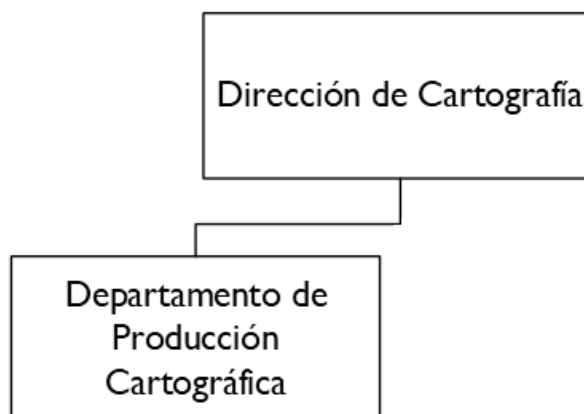 Dirección de Cartografía
Departamento de
Producción
Cartográfica